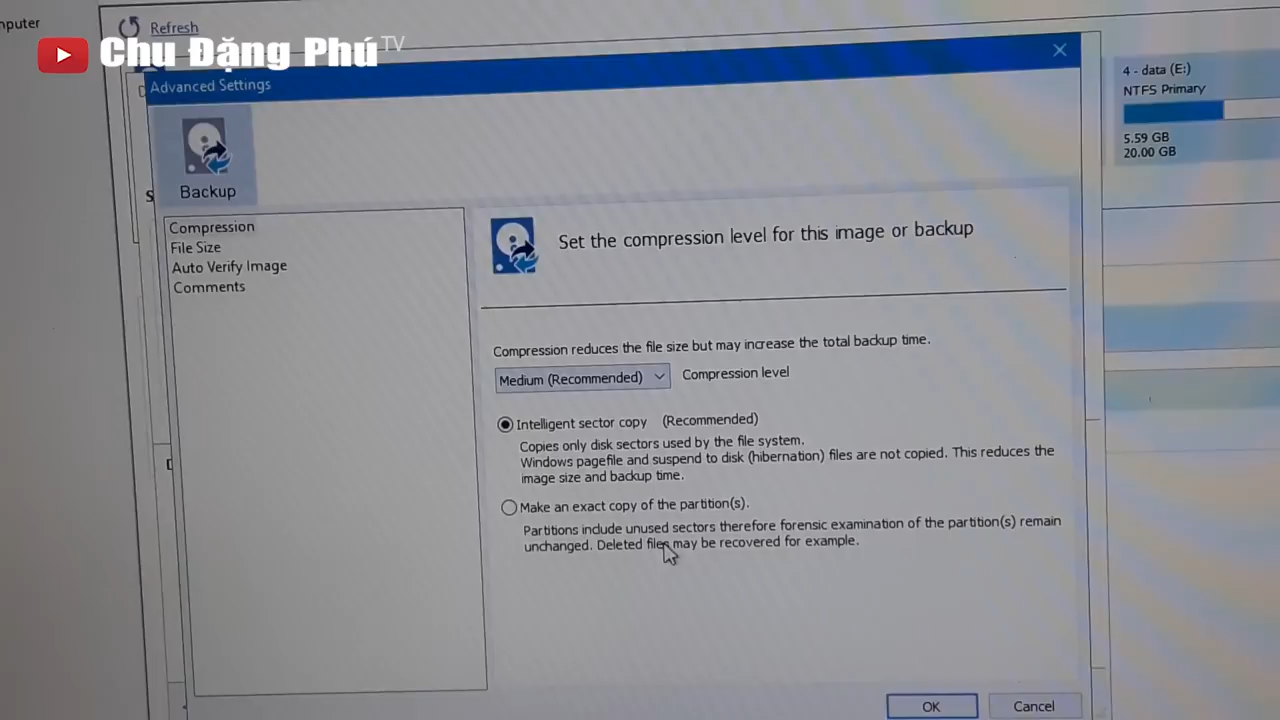 Refresh
Chu Đặng Phú TV
Advanced Settings
Backup
Compression
File Size
Auto Verify Image
Comments
Set the compression level for this image or backup
Compression reduces the file size but may increase the total backup time.
Medium (Recommended)
Compression level
Intelligent sector copy (Recommended)
Copies only disk sectors used by the file system.
Windows pagefile and suspend to disk (hibernation) files are not copied. This reduces the
image size and backup time.
Make an exact copy of the partition(s).
Partitions include unused sectors therefore forensic examination of the partition(s) remain
unchanged. Deleted files may be recovered for example.
OK
Cancel
4 - data (E:)
NTFS Primary
5.59 GB
20.00 GB